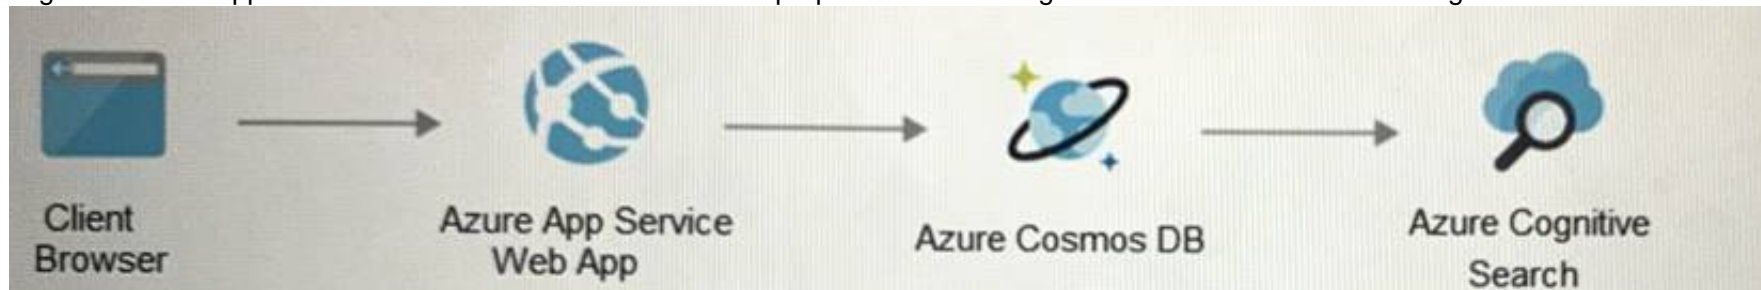 Client
Browser
Azure App Service
Web App
Azure Cosmos DB
Azure Cognitive
Search